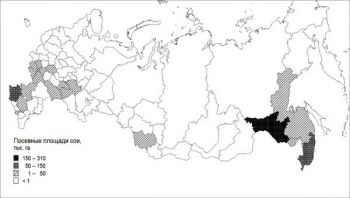 Посевные площади сои,
тыс.га
150 – 310
50 – 150
1 – 50
< 1